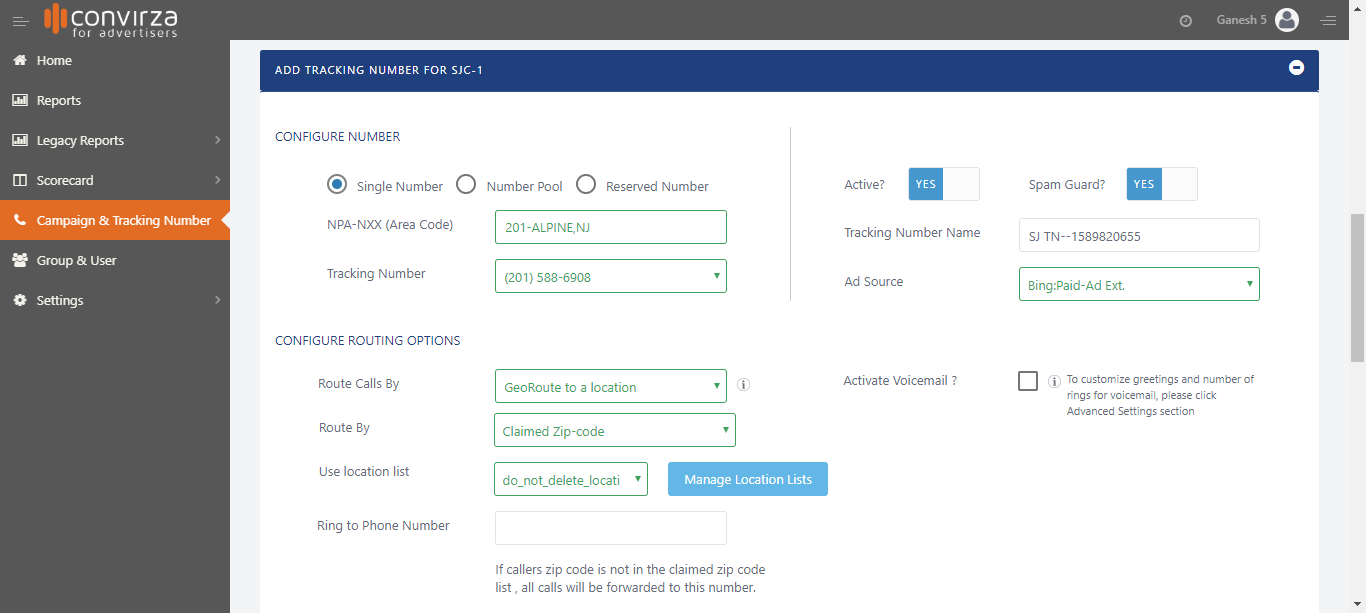 convirza
for advertisers
Ganesh 5
Home
Reports
Legacy Reports
Scorecard
Campaign & Tracking Number
Group & User
Settings
ADD TRACKING NUMBER FOR SJC-1
CONFIGURE NUMBER
Single Number Number Pool Reserved Number
NPA-NXX (Area Code) 201-ALPINE,NJ
Tracking Number (201) 588-6908
Active? YES Spam Guard? YES
Tracking Number Name SJ TN--1589820655
Ad Source Bing:Paid-Ad Ext.
CONFIGURE ROUTING OPTIONS
Route Calls By GeoRoute to a location
Route By Claimed Zip-code
Use location list do_not_delete_locati Manage Location Lists
Ring to Phone Number
If callers zip code is not in the claimed zip code
list , all calls will be forwarded to this number.
Activate Voicemail ? To customize greetings and number of
rings for voicemail, please click
Advanced Settings section